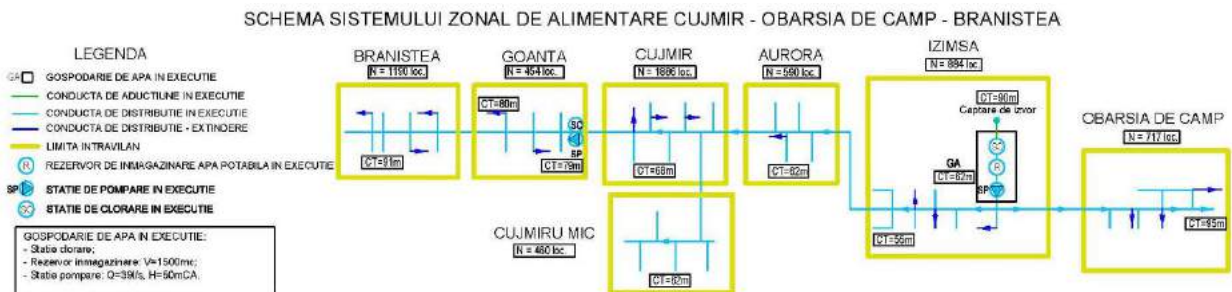 SCHEMA SISTEMULUI ZONAL DE ALIMENTARE CUJMIR - OBARSIA DE CAMP - BRANISTEA
LEGENDA
GA GOSPODARIE DE APA IN EXECUTIE
CONDUCTA DE ADUCTIUNE IN EXECUTIE
CONDUCTA DE DISTRIBUTIE IN EXECUTIE
CONDUCTA DE DISTRIBUTIE - EXTINDERE
LIMITA INTRAVILAN
R REZERVOR DE INMAGAZINARE APA POTABILA IN EXECUTIE
SP STATIE DE POMPARE IN EXECUTIE
SC STATIE DE CLORARE IN EXECUTIE
GOSPODARIE DE APA IN EXECUTIE:
- Statie clorare;
- Rezervor inmagazinare: V=1500mc;
- Statie pompare: Q=39l/s, H=50mCA.
BRANISTEA
N = 1190 loc.
CT=91m
GOANTA
N = 454 loc.
CT=80m
SC
SP
CT=79m
CUJMIR
N = 1886 loc.
CT=68m
CUJMIRU MIC
N = 460 loc.
CT=62m
AURORA
N = 590 loc.
CT=62m
IZIMSA
N = 884 loc.
CT=90m
Captare de izvor
SC
R
GA
CT=62m
SP
CT=55m
OBARSIA DE CAMP
N = 717 loc.
CT=95m